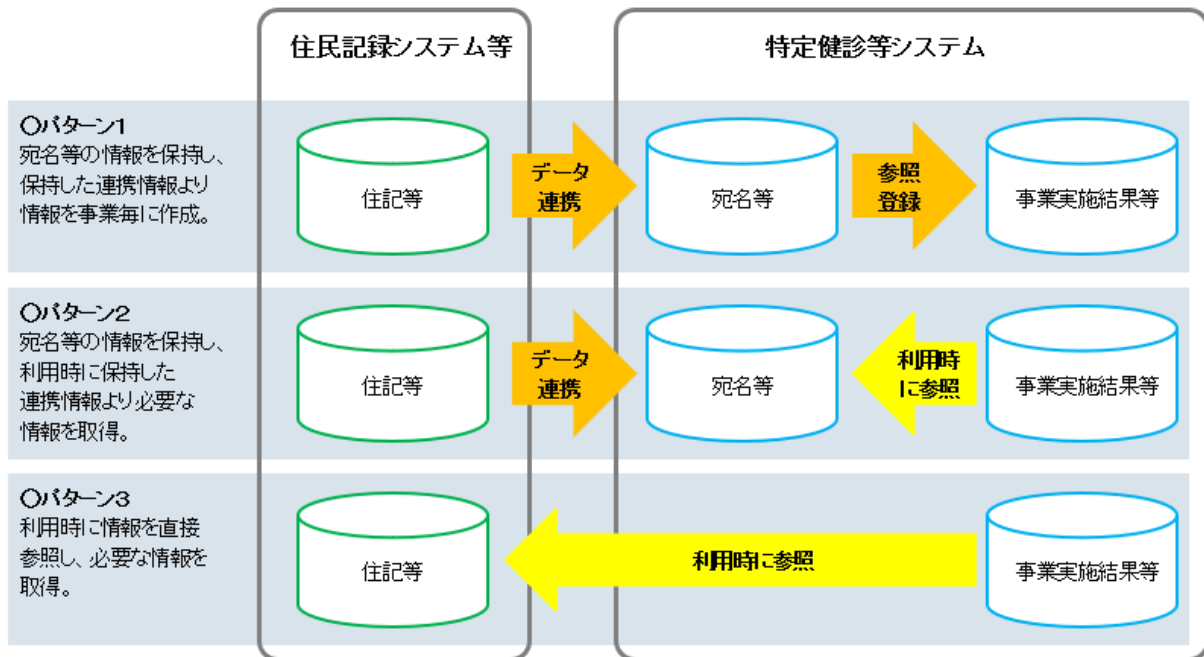 住民記録システム等
特定健診等システム
〇パターン1
宛名等の情報を保持し、
保持した連携情報より
情報を事業毎に作成。
住記等
データ
連携
宛名等
参照
登録
事業実施結果等
〇パターン2
宛名等の情報を保持し、
利用時に保持した
連携情報より必要な
情報を取得。
住記等
データ
連携
宛名等
利用時
に参照
事業実施結果等
〇パターン3
利用時に情報を直接
参照し、必要な情報を
取得。
住記等
利用時に参照
事業実施結果等